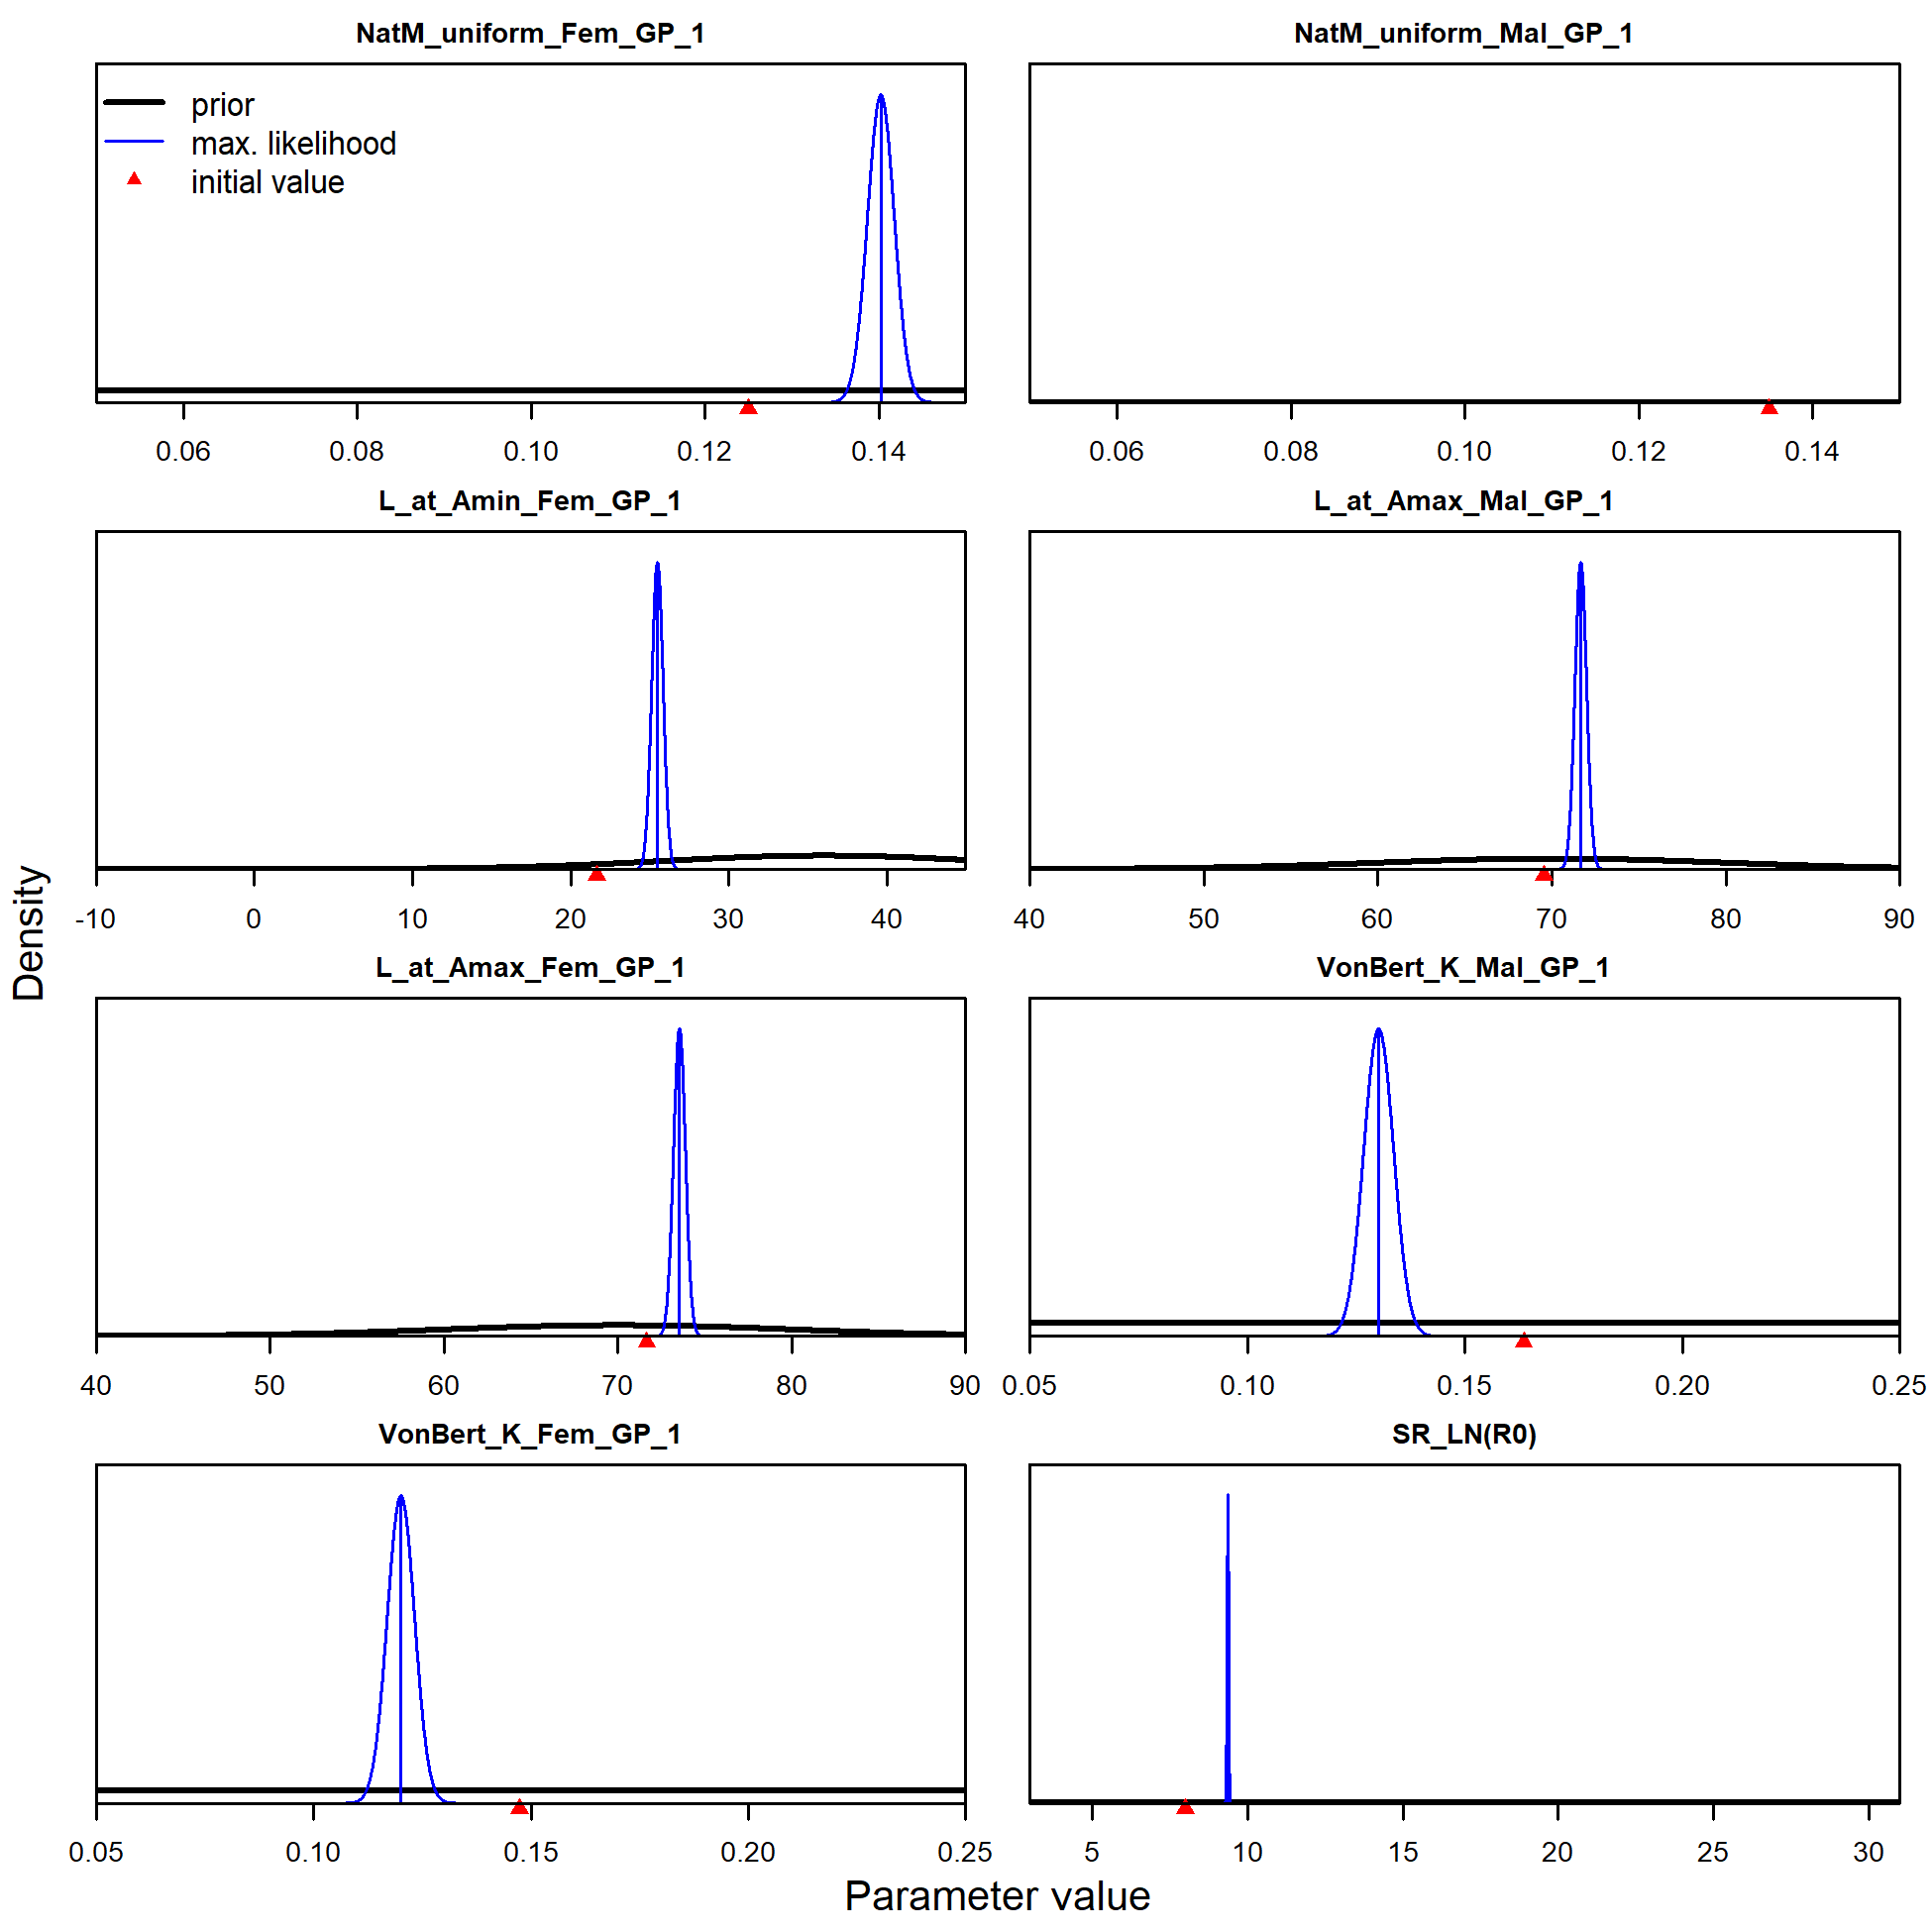 NatM_uniform_Fem_GP_1
NatM_uniform_Mal_GP_1
prior
max. likelihood
initial value
0.06 0.08 0.10 0.12 0.14
0.06 0.08 0.10 0.12 0.14
L_at_Amin_Fem_GP_1
L_at_Amax_Mal_GP_1
-10 0 10 20 30 40
40 50 60 70 80 90
Density
L_at_Amax_Fem_GP_1
VonBert_K_Mal_GP_1
40 50 60 70 80 90
0.05 0.10 0.15 0.20 0.25
VonBert_K_Fem_GP_1
SR_LN(R0)
0.05 0.10 0.15 0.20 0.25
5 10 15 20 25 30
Parameter value